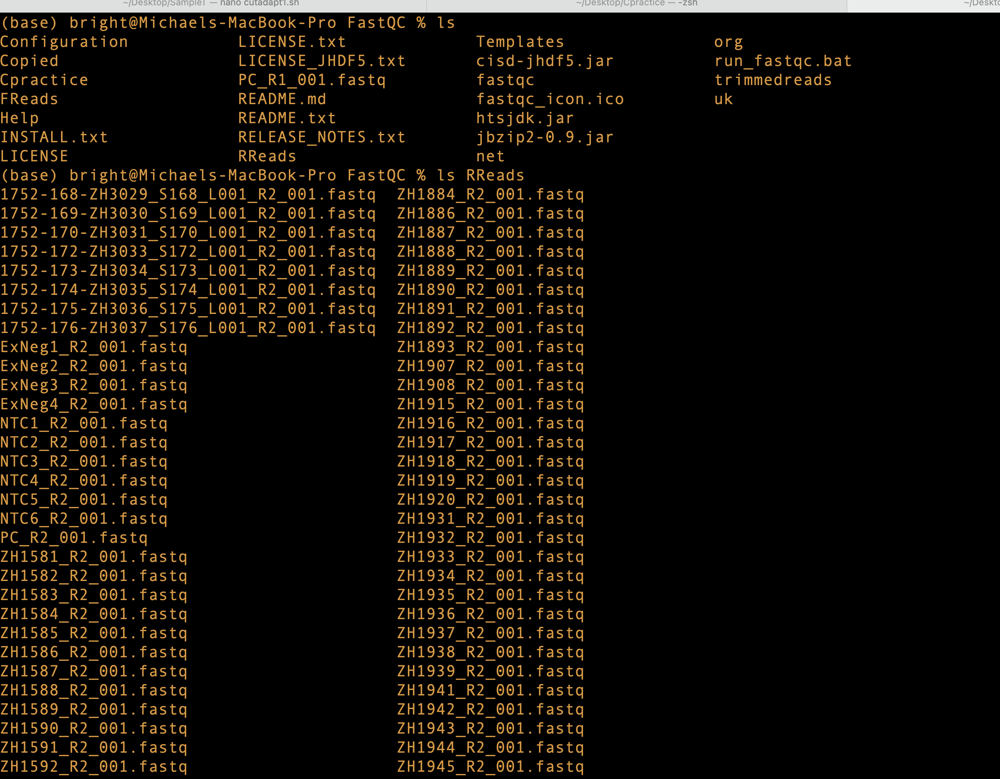 ~/Desktop/Sample1 — nano cutadapt1.sh ~/Desktop/Cpractice — -zsh
(base) bright@Michaels-MacBook-Pro FastQC % ls
Configuration LICENSE.txt Templates org
Copied LICENSE_JHDF5.txt cisd-jhdf5.jar run_fastqc.bat
Cpractice PC_R1_001.fastq fastqc trimmedreads
FReads README.md fastqc_icon.ico uk
Help README.txt htsjdk.jar
INSTALL.txt RELEASE_NOTES.txt jbzip2-0.9.jar
LICENSE RReads net
(base) bright@Michaels-MacBook-Pro FastQC % ls RReads
1752-168-ZH3029_S168_L001_R2_001.fastq ZH1884_R2_001.fastq
1752-169-ZH3030_S169_L001_R2_001.fastq ZH1886_R2_001.fastq
1752-170-ZH3031_S170_L001_R2_001.fastq ZH1887_R2_001.fastq
1752-172-ZH3033_S172_L001_R2_001.fastq ZH1888_R2_001.fastq
1752-173-ZH3034_S173_L001_R2_001.fastq ZH1889_R2_001.fastq
1752-174-ZH3035_S174_L001_R2_001.fastq ZH1890_R2_001.fastq
1752-175-ZH3036_S175_L001_R2_001.fastq ZH1891_R2_001.fastq
1752-176-ZH3037_S176_L001_R2_001.fastq ZH1892_R2_001.fastq
ExNeg1_R2_001.fastq ZH1893_R2_001.fastq
ExNeg2_R2_001.fastq ZH1907_R2_001.fastq
ExNeg3_R2_001.fastq ZH1908_R2_001.fastq
ExNeg4_R2_001.fastq ZH1915_R2_001.fastq
NTC1_R2_001.fastq ZH1916_R2_001.fastq
NTC2_R2_001.fastq ZH1917_R2_001.fastq
NTC3_R2_001.fastq ZH1918_R2_001.fastq
NTC4_R2_001.fastq ZH1919_R2_001.fastq
NTC5_R2_001.fastq ZH1920_R2_001.fastq
NTC6_R2_001.fastq ZH1931_R2_001.fastq
PC_R2_001.fastq ZH1932_R2_001.fastq
ZH1581_R2_001.fastq ZH1933_R2_001.fastq
ZH1582_R2_001.fastq ZH1934_R2_001.fastq
ZH1583_R2_001.fastq ZH1935_R2_001.fastq
ZH1584_R2_001.fastq ZH1936_R2_001.fastq
ZH1585_R2_001.fastq ZH1937_R2_001.fastq
ZH1586_R2_001.fastq ZH1938_R2_001.fastq
ZH1587_R2_001.fastq ZH1939_R2_001.fastq
ZH1588_R2_001.fastq ZH1941_R2_001.fastq
ZH1589_R2_001.fastq ZH1942_R2_001.fastq
ZH1590_R2_001.fastq ZH1943_R2_001.fastq
ZH1591_R2_001.fastq ZH1944_R2_001.fastq
ZH1592_R2_001.fastq ZH1945_R2_001.fastq